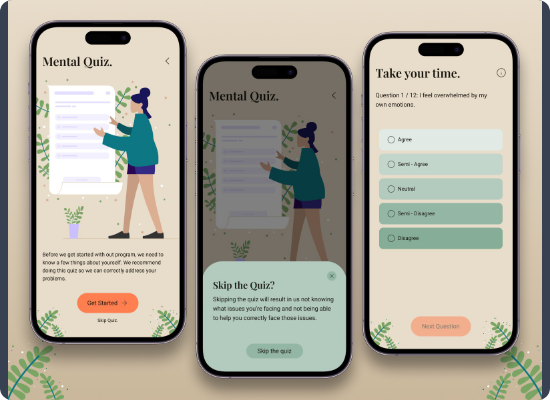 Mental Quiz.
Before we get started with out program, we need to
know a few things about yourself. We recommend
doing this quiz so we can correctly address your
problems.
Get Started
Skip Quiz
Mental Quiz.
Skip the Quiz?
Skipping the quiz will result in us not knowing
what issues you're facing and not being able
to help you correctly face those issues.
Skip the quiz
Take your time.
Question 1 / 12: I feel overwhelmed by my
own emotions.
Agree
Semi - Agree
Neutral
Semi - Disagree
Disagree
Next Question